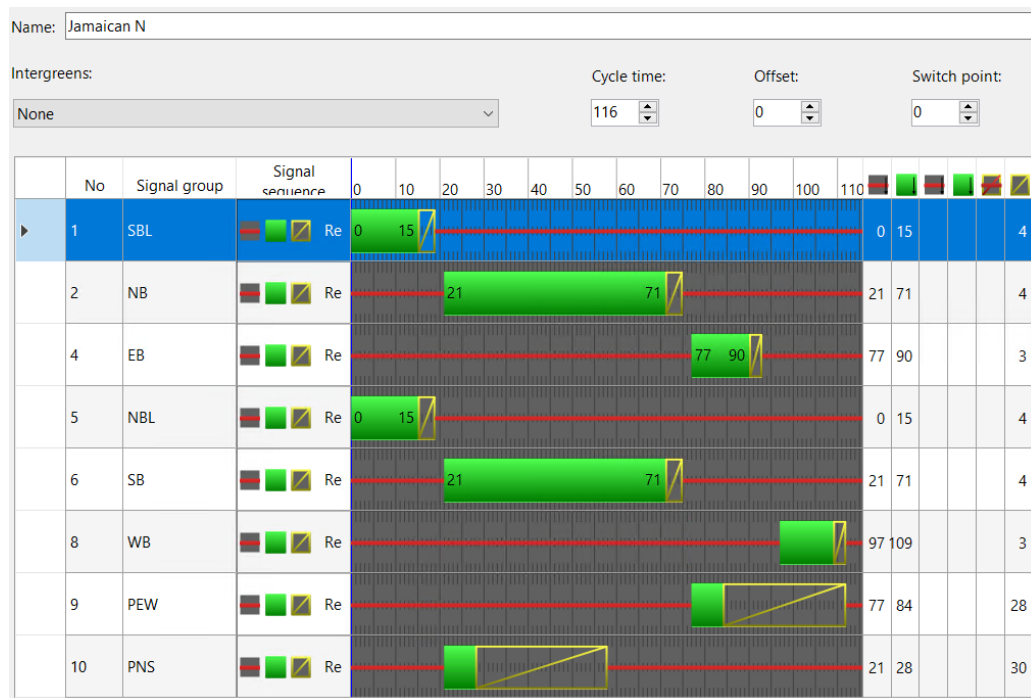 Name: Jamaican N
Intergreens: Cycle time: Offset: Switch point:
None 116 0 0
No Signal group Signal sequence 0 10 20 30 40 50 60 70 80 90 100 110
1 SBL Re 0 15 0 15 4
2 NB Re 21 71 21 71 4
4 EB Re 77 90 77 90 3
5 NBL Re 0 15 0 15 4
6 SB Re 21 71 21 71 4
8 WB Re 97 109 3
9 PEW Re 77 84 28
10 PNS Re 21 28 30